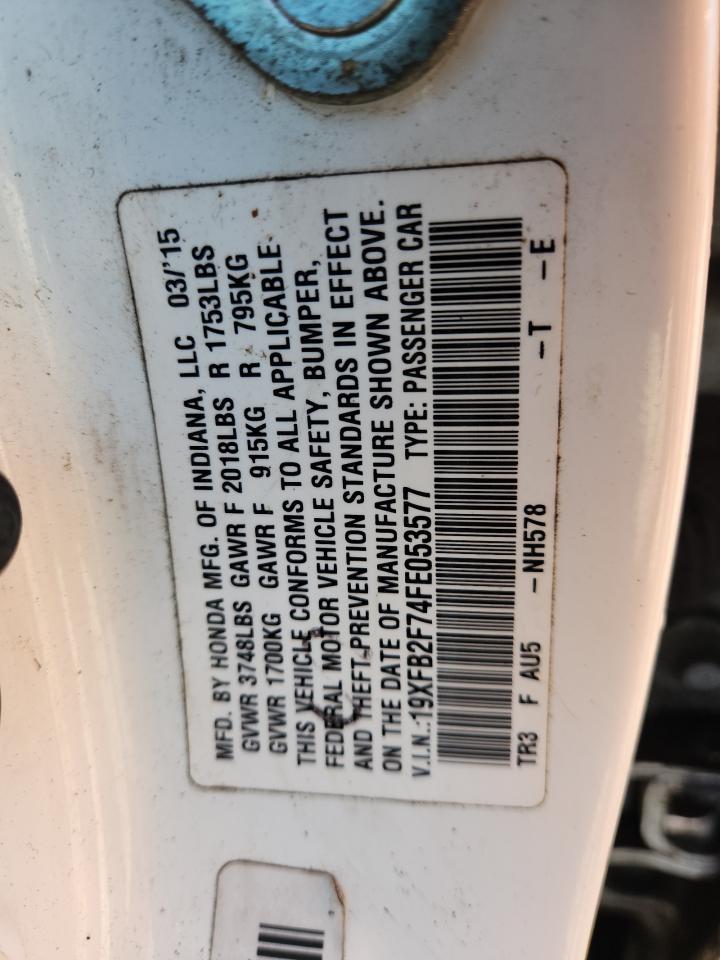 MFD. BY HONDA MFG. OF INDIANA, LLC 03/'15
GVWR 3748LBS GAWR F 2018LBS R 1753LBS
GVWR 1700KG GAWR F 915KG R 795KG
THIS VEHICLE CONFORMS TO ALL APPLICABLE
FEDERAL MOTOR VEHICLE SAFETY, BUMPER,
AND THEFT PREVENTION STANDARDS IN EFFECT
ON THE DATE OF MANUFACTURE SHOWN ABOVE.
V.I.N.:19XFB2F74FE053577 TYPE: PASSENGER CAR
TR3 F AU5 -NH578 -T -E